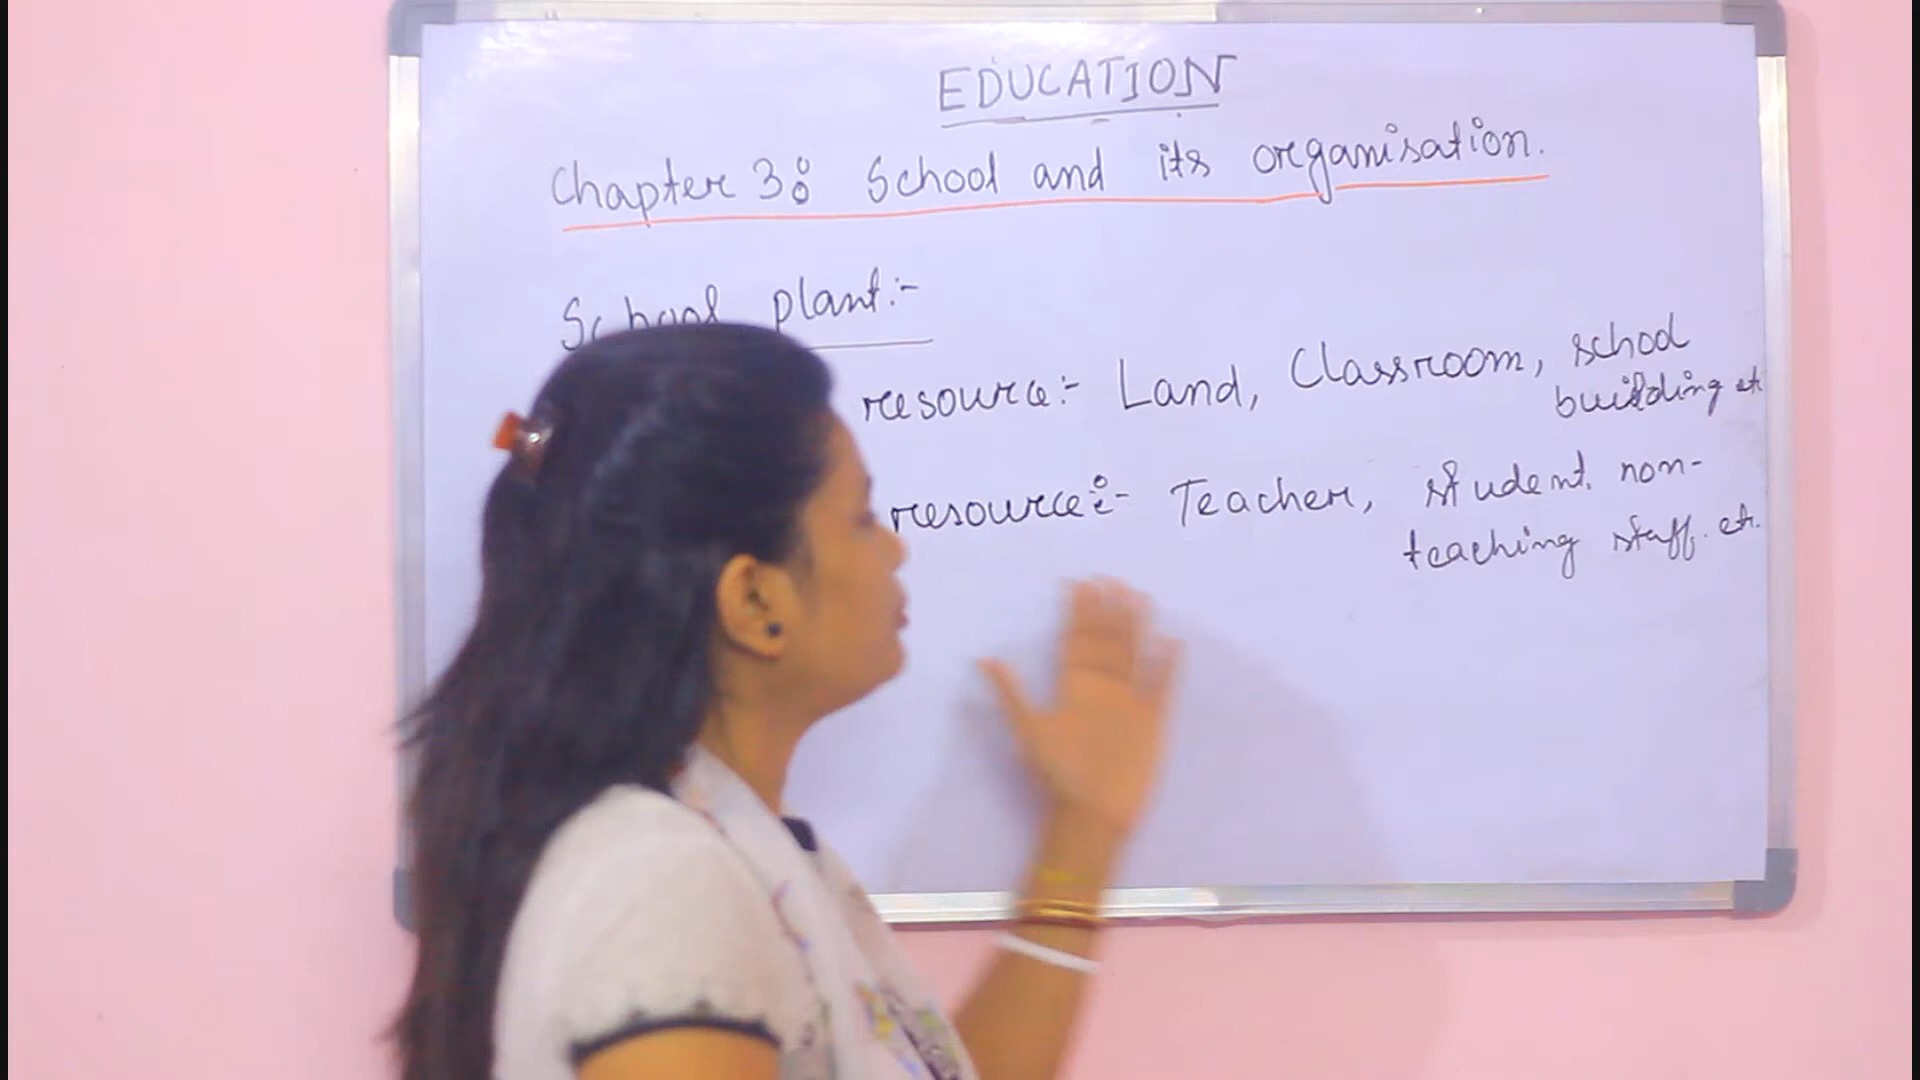 EDUCATION
Chapter 3: School and its organisation.
School plant:-
resource:- Land, Classroom, school
building etc
resource:- Teacher, student, non-
teaching staff. etc.